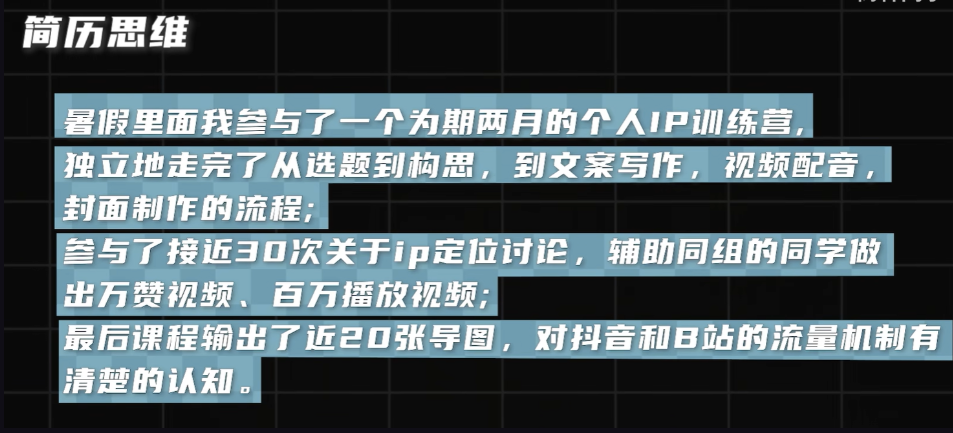 简历思维
暑假里面我参与了一个为期两月的个人IP训练营,
独立地走完了从选题到构思，到文案写作，视频配音，
封面制作的流程;
参与了接近30次关于ip定位讨论，辅助同组的同学做
出万赞视频、百万播放视频;
最后课程输出了近20张导图，对抖音和B站的流量机制有
清楚的认知。